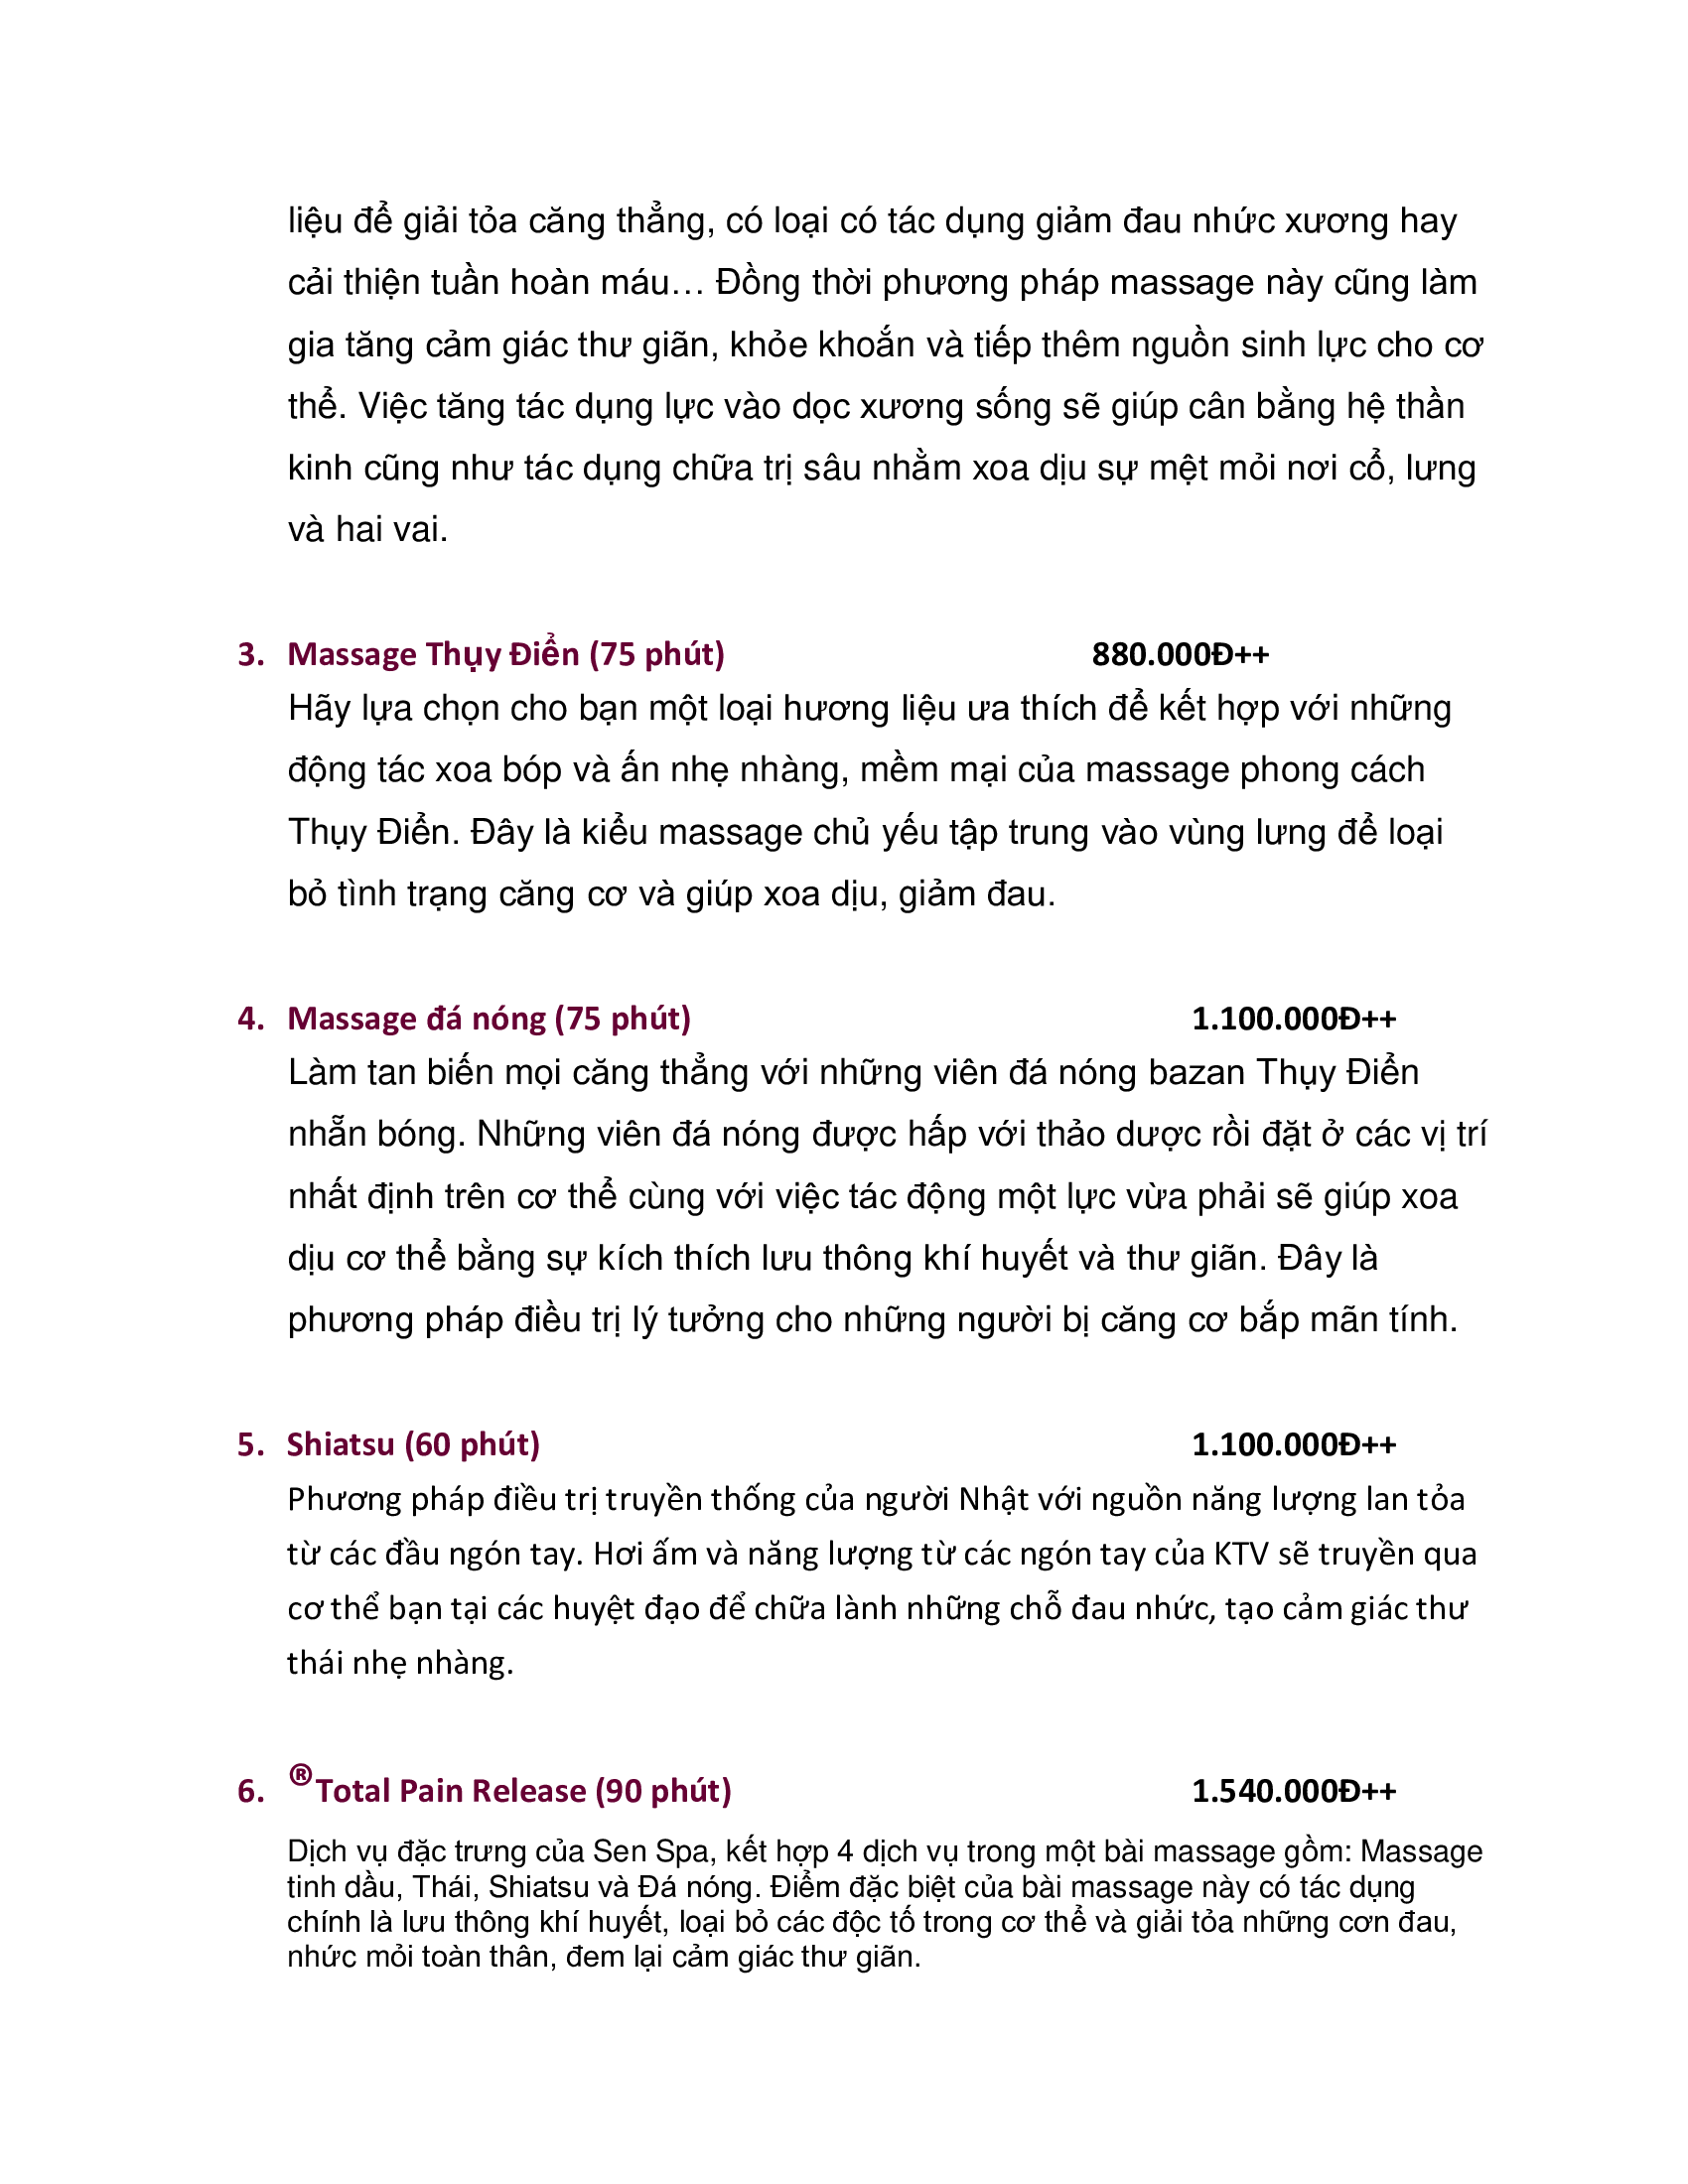 liệu để giải tỏa căng thẳng, có loại có tác dụng giảm đau nhức xương hay
cải thiện tuần hoàn máu… Đồng thời phương pháp massage này cũng làm
gia tăng cảm giác thư giãn, khỏe khoắn và tiếp thêm nguồn sinh lực cho cơ
thể. Việc tăng tác dụng lực vào dọc xương sống sẽ giúp cân bằng hệ thần
kinh cũng như tác dụng chữa trị sâu nhằm xoa dịu sự mệt mỏi nơi cổ, lưng
và hai vai.
3. Massage Thụy Điển (75 phút) 880.000Đ++
Hãy lựa chọn cho bạn một loại hương liệu ưa thích để kết hợp với những
động tác xoa bóp và ấn nhẹ nhàng, mềm mại của massage phong cách
Thụy Điển. Đây là kiểu massage chủ yếu tập trung vào vùng lưng để loại
bỏ tình trạng căng cơ và giúp xoa dịu, giảm đau.
4. Massage đá nóng (75 phút) 1.100.000Đ++
Làm tan biến mọi căng thẳng với những viên đá nóng bazan Thụy Điển
nhẵn bóng. Những viên đá nóng được hấp với thảo dược rồi đặt ở các vị trí
nhất định trên cơ thể cùng với việc tác động một lực vừa phải sẽ giúp xoa
dịu cơ thể bằng sự kích thích lưu thông khí huyết và thư giãn. Đây là
phương pháp điều trị lý tưởng cho những người bị căng cơ bắp mãn tính.
5. Shiatsu (60 phút) 1.100.000Đ++
Phương pháp điều trị truyền thống của người Nhật với nguồn năng lượng lan tỏa
từ các đầu ngón tay. Hơi ấm và năng lượng từ các ngón tay của KTV sẽ truyền qua
cơ thể bạn tại các huyệt đạo để chữa lành những chỗ đau nhức, tạo cảm giác thư
thái nhẹ nhàng.
6. ®Total Pain Release (90 phút) 1.540.000Đ++
Dịch vụ đặc trưng của Sen Spa, kết hợp 4 dịch vụ trong một bài massage gồm: Massage
tinh dầu, Thái, Shiatsu và Đá nóng. Điểm đặc biệt của bài massage này có tác dụng
chính là lưu thông khí huyết, loại bỏ các độc tố trong cơ thể và giải tỏa những cơn đau,
nhức mỏi toàn thân, đem lại cảm giác thư giãn.